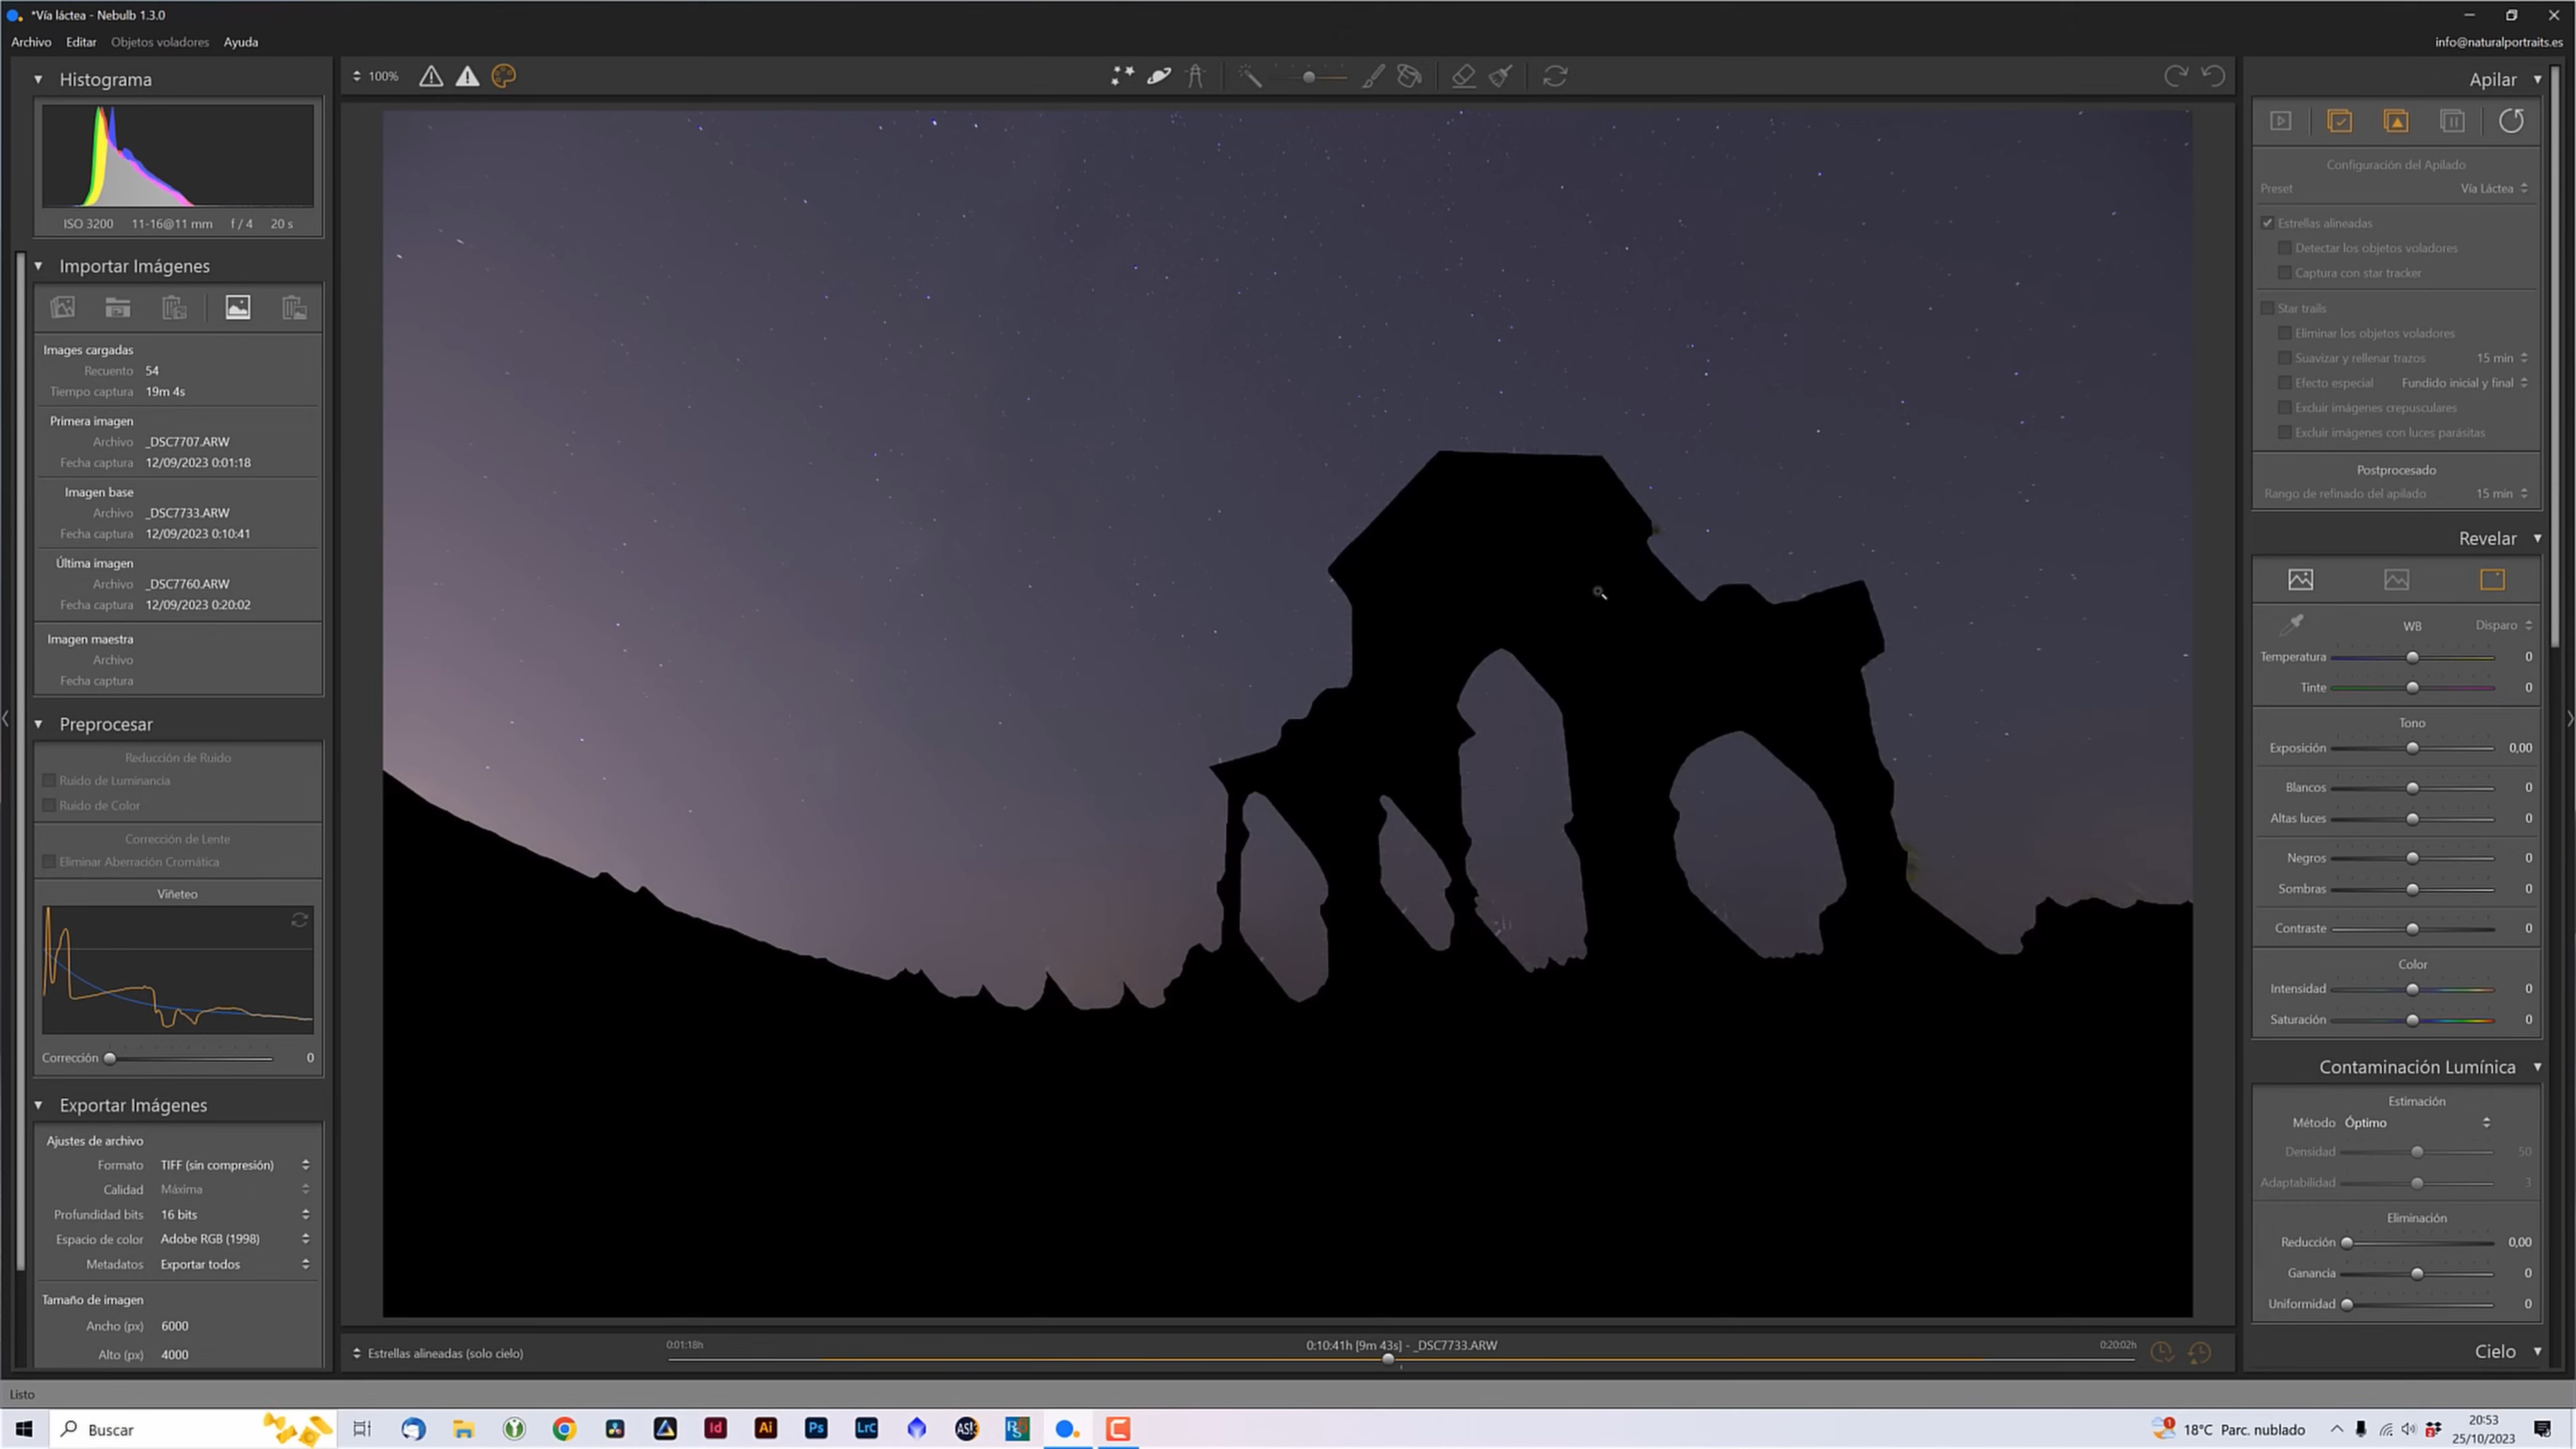 *Vía láctea - Nebulb 1.3.0
Archivo Editar Objetos voladores Ayuda
info@naturalportraits.es
Histograma
ISO 3200 11-16@11 mm f / 4 20 s
Importar Imágenes
Images cargadas
Recuento 54
Tiempo captura 19m 4s
Primera imagen
Archivo _DSC7707.ARW
Fecha captura 12/09/2023 0:01:18
Imagen base
Archivo _DSC7733.ARW
Fecha captura 12/09/2023 0:10:41
Última imagen
Archivo _DSC7760.ARW
Fecha captura 12/09/2023 0:20:02
Imagen maestra
Archivo
Fecha captura
Preprocesar
Reducción de Ruido
Ruido de Luminancia
Ruido de Color
Corrección de Lente
Eliminar Aberración Cromática
Viñeteo
Corrección 0
Exportar Imágenes
Ajustes de archivo
Formato TIFF (sin compresión)
Calidad Máxima
Profundidad bits 16 bits
Espacio de color Adobe RGB (1998)
Metadatos Exportar todos
Tamaño de imagen
Ancho (px) 6000
Alto (px) 4000
100%
Estrellas alineadas (solo cielo)
0:01:18h
0:10:41h [9m 43s] - _DSC7733.ARW
0:20:02h
Apilar
Configuración del Apilado
Preset Vía Láctea
Estrellas alineadas
Detectar los objetos voladores
Captura con star tracker
Star trails
Eliminar los objetos voladores
Suavizar y rellenar trazos 15 min
Efecto especial Fundido inicial y final
Excluir imágenes crepusculares
Excluir imágenes con luces parásitas
Postprocesado
Rango de refinado del apilado 15 min
Revelar
WB Disparo
Temperatura 0
Tinte 0
Tono
Exposición 0,00
Blancos 0
Altas luces 0
Negros 0
Sombras 0
Contraste 0
Color
Intensidad 0
Saturación 0
Contaminación Lumínica
Estimación
Método Óptimo
Densidad 50
Adaptabilidad 3
Eliminación
Reducción 0,00
Ganancia 0
Uniformidad 0
Cielo
Listo
Buscar
Id
Ai
Ps
LrC
AS!3
18°C Parc. nublado
20:53
25/10/2023